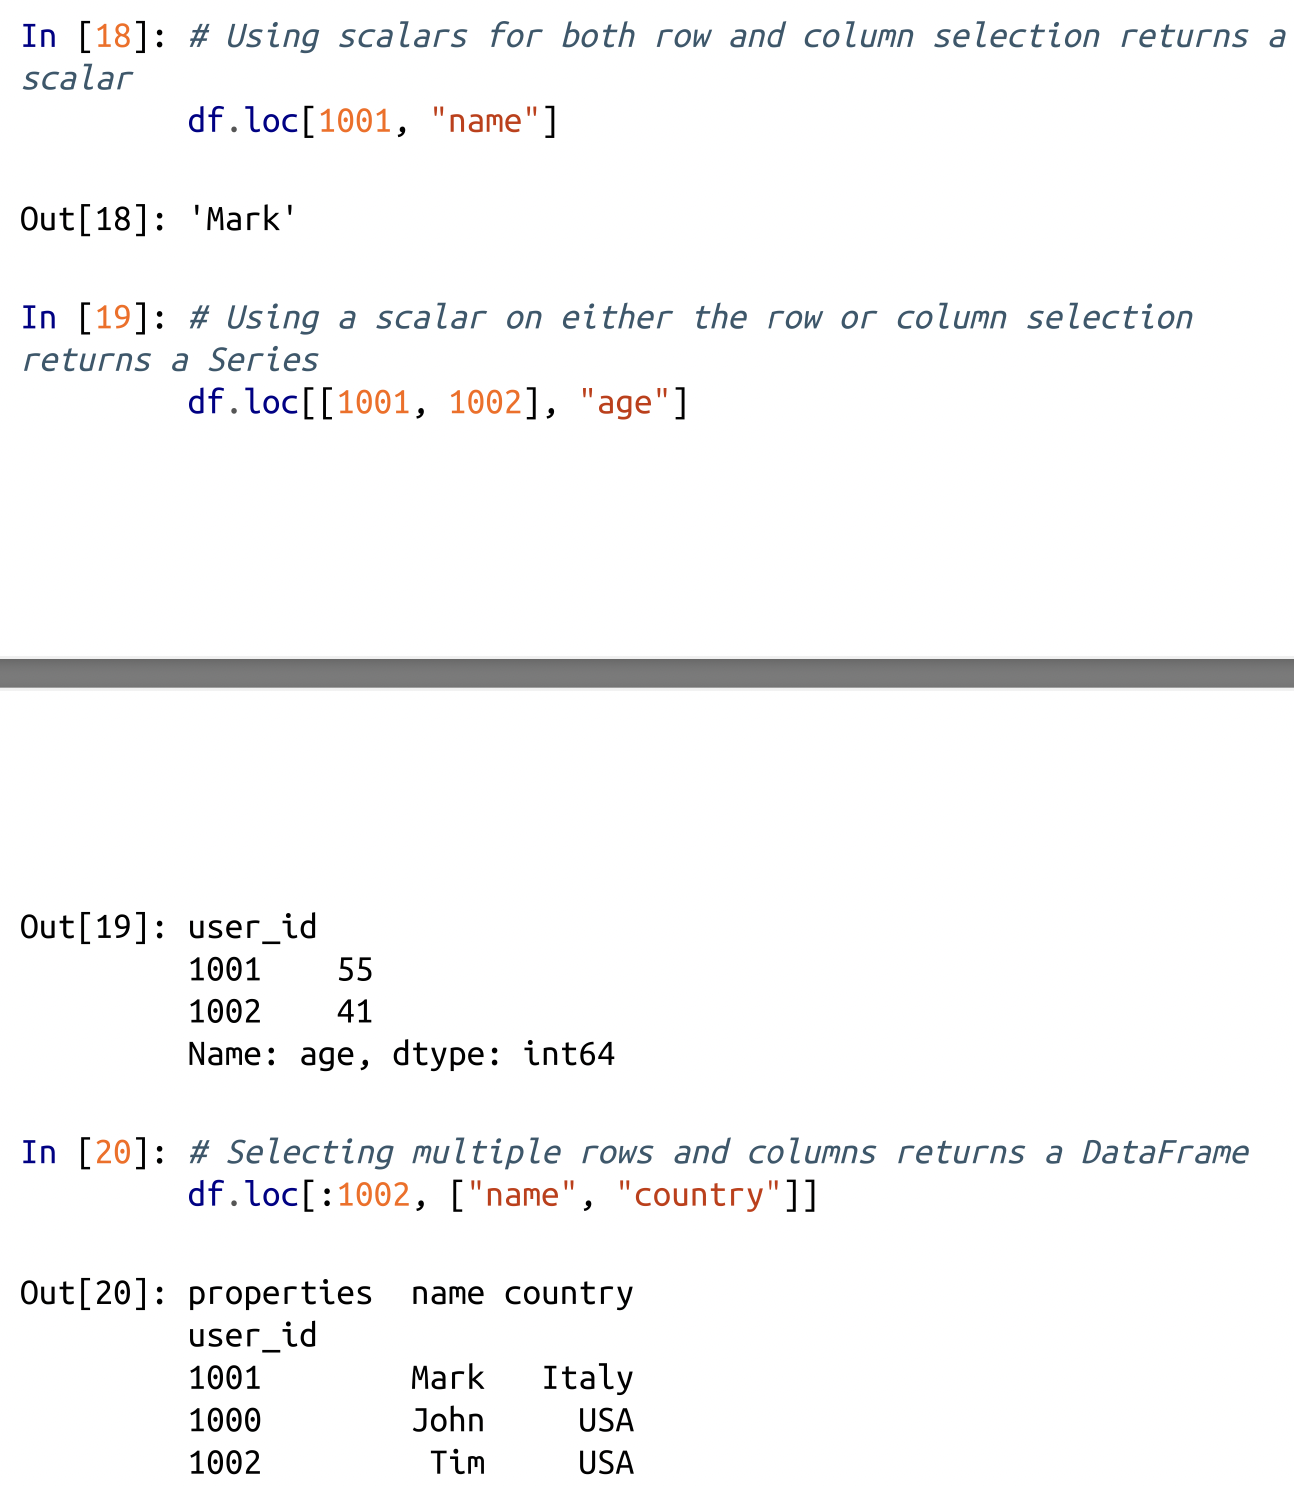 In [18]: # Using scalars for both row and column selection returns a
scalar
         df.loc[1001, "name"]
Out[18]: 'Mark'
In [19]: # Using a scalar on either the row or column selection
returns a Series
         df.loc[[1001, 1002], "age"]
Out[19]: user_id
         1001    55
         1002    41
         Name: age, dtype: int64
In [20]: # Selecting multiple rows and columns returns a DataFrame
         df.loc[:1002, ["name", "country"]]
Out[20]: properties  name country
         user_id
         1001        Mark   Italy
         1000        John     USA
         1002         Tim     USA